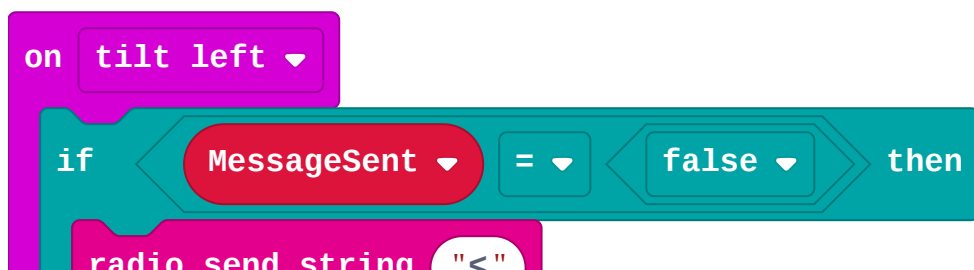 on tilt left
if MessageSent = false then
radio send string "<"